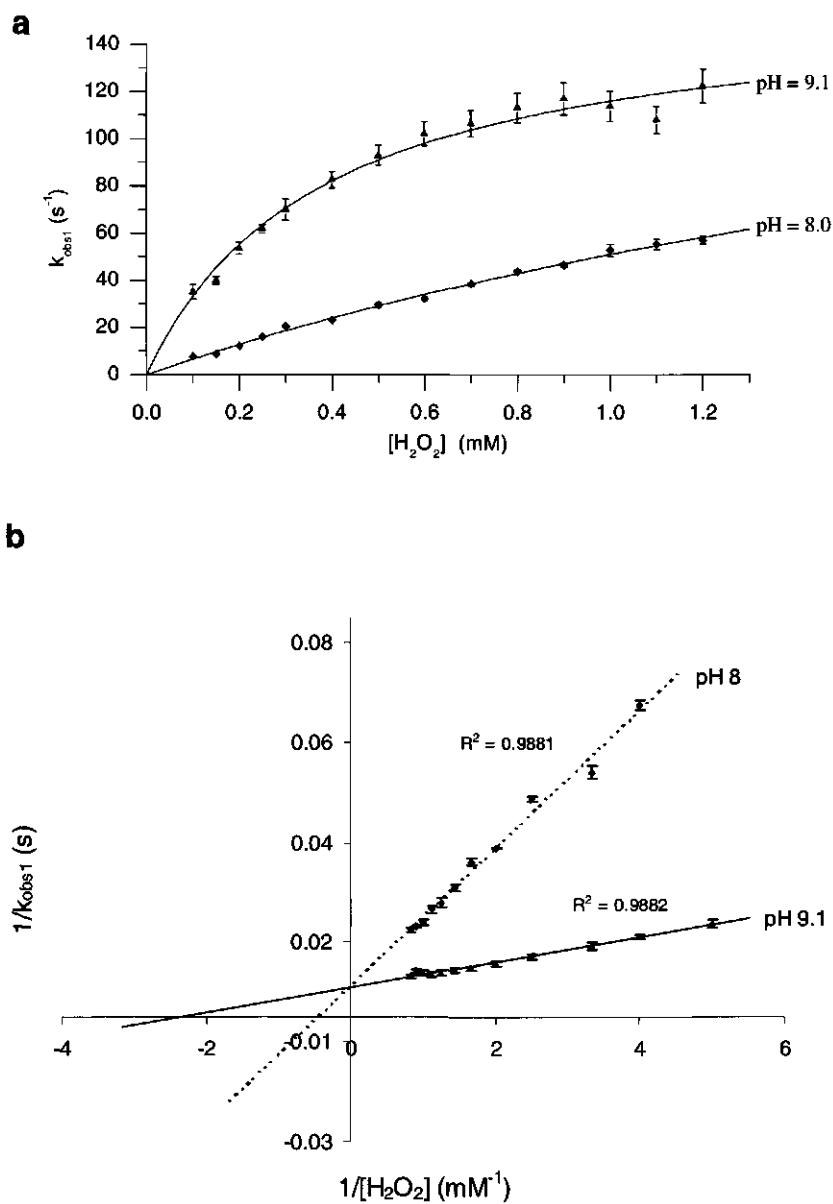 a
140
120
100
80
60
40
20
0
k_obs1 (s⁻¹)
pH = 9.1
pH = 8.0
0.0 0.2 0.4 0.6 0.8 1.0 1.2
[H₂O₂] (mM)
b
0.08
0.06
0.04
0.02
-0.01
-0.03
1/k_obs1 (s)
pH 8
R² = 0.9881
R² = 0.9882
pH 9.1
-4 -2 0 2 4 6
1/[H₂O₂] (mM⁻¹)